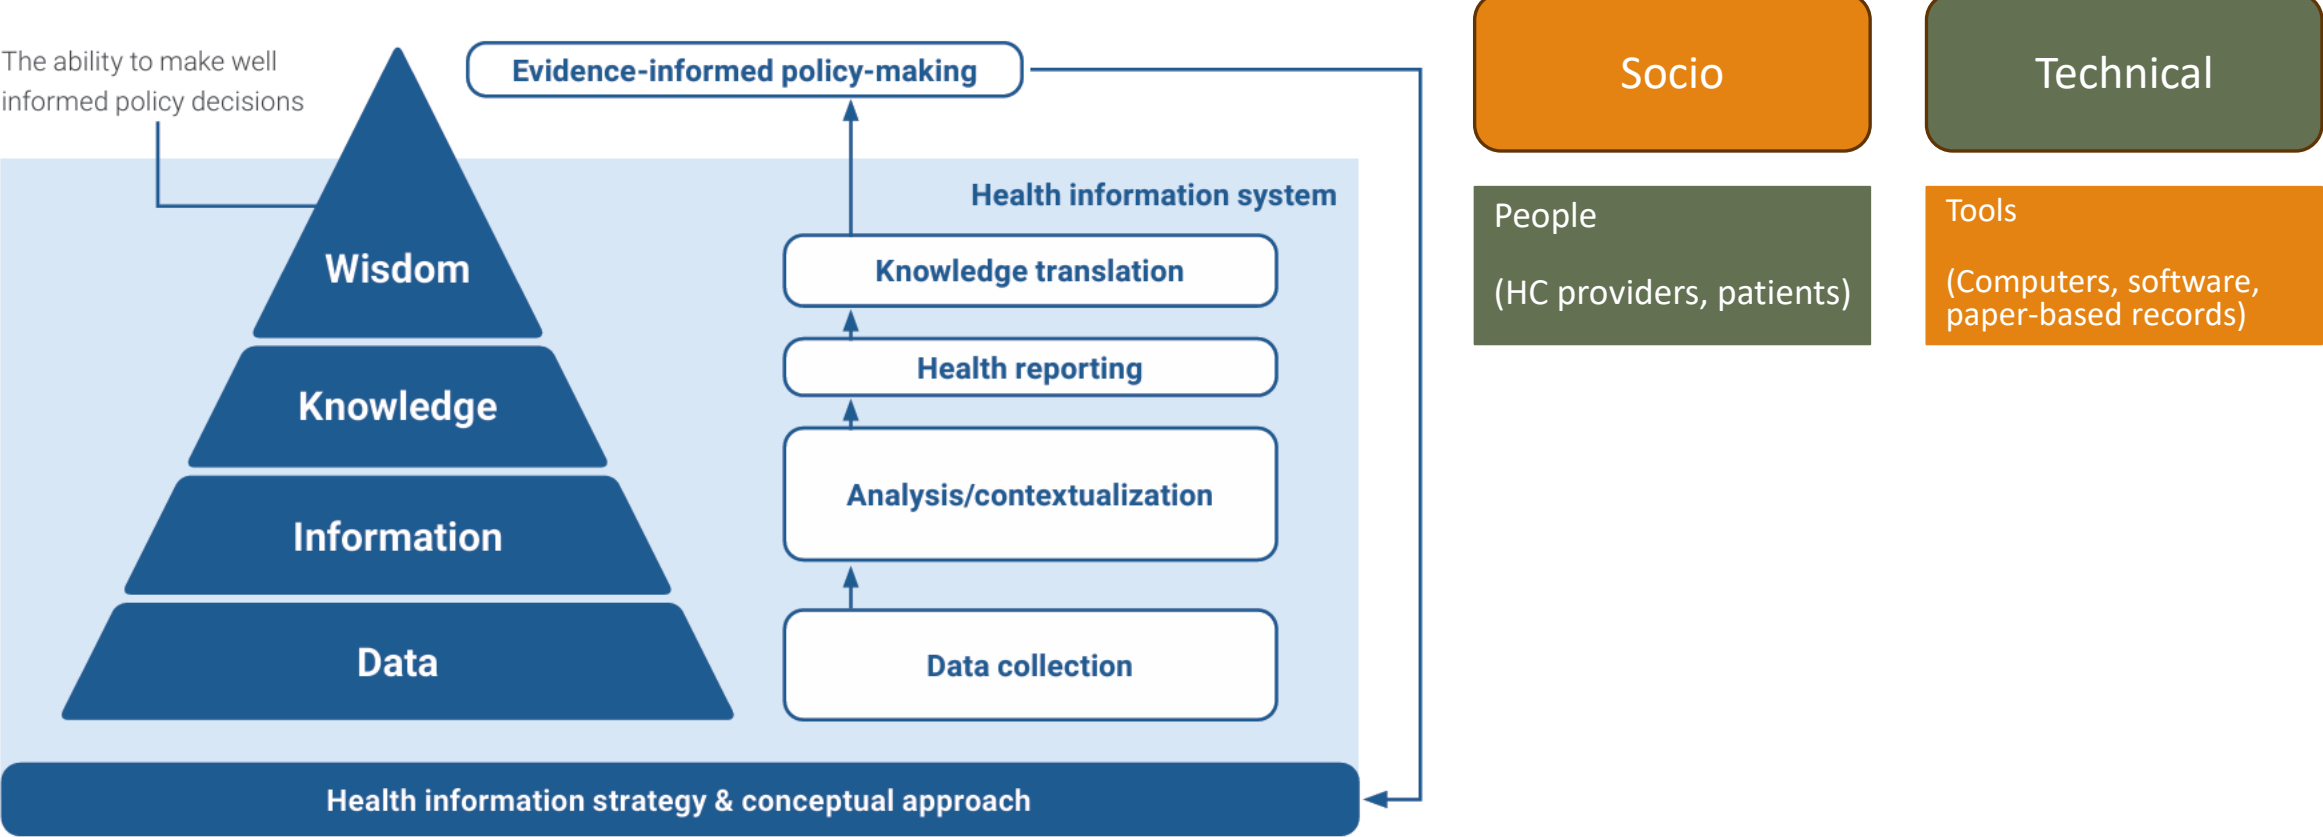 The ability to make well
informed policy decisions
Evidence-informed policy-making
Health information system
Wisdom
Knowledge
Information
Data
Knowledge translation
Health reporting
Analysis/contextualization
Data collection
Health information strategy & conceptual approach
Socio
People
(HC providers, patients)
Technical
Tools
(Computers, software,
paper-based records)